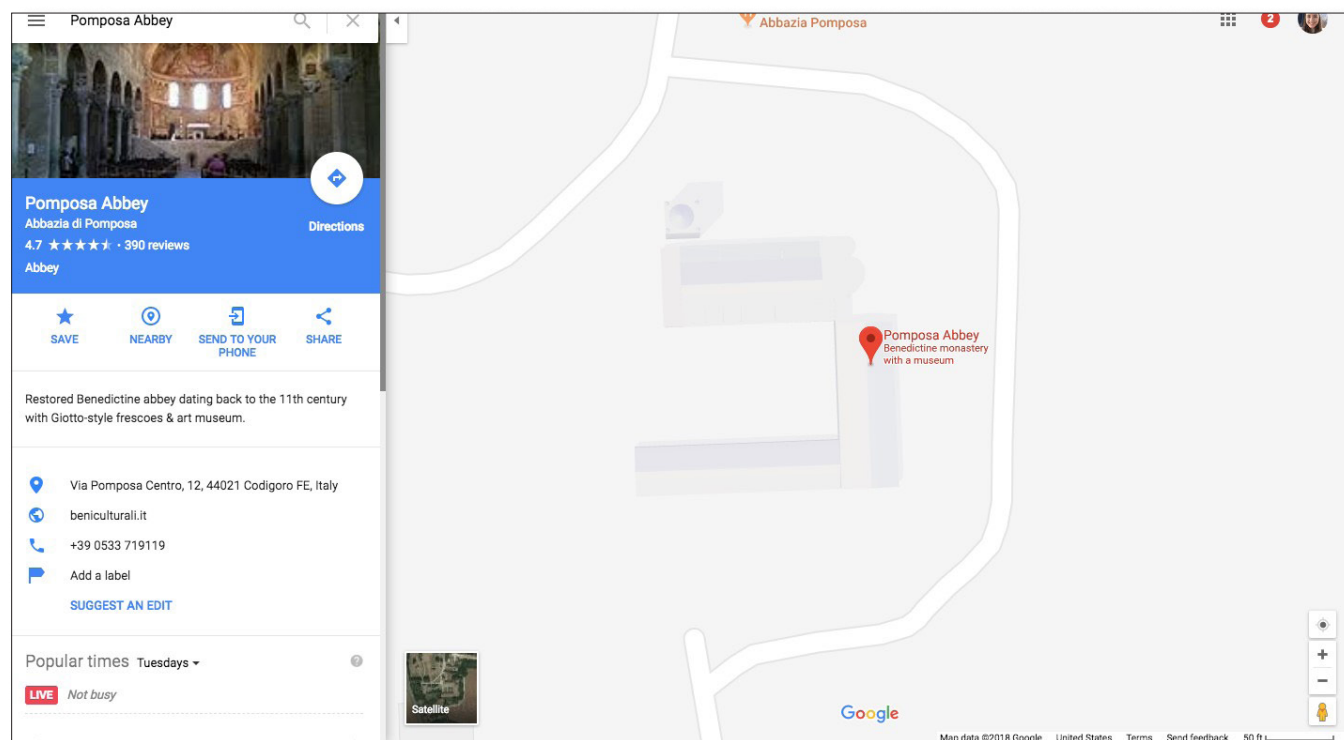 Pomposa Abbey
Pomposa Abbey
Abbazia di Pomposa
4.7 ★★★★⯨ · 390 reviews
Abbey
Directions
SAVE
NEARBY
SEND TO YOUR
PHONE
SHARE
Restored Benedictine abbey dating back to the 11th century
with Giotto-style frescoes & art museum.
Via Pomposa Centro, 12, 44021 Codigoro FE, Italy
beniculturali.it
+39 0533 719119
Add a label
SUGGEST AN EDIT
Popular times Tuesdays
LIVE Not busy
Abbazia Pomposa
2
Pomposa Abbey
Benedictine monastery
with a museum
Satellite
Google
Map data ©2018 Google United States Terms Send feedback 50 ft